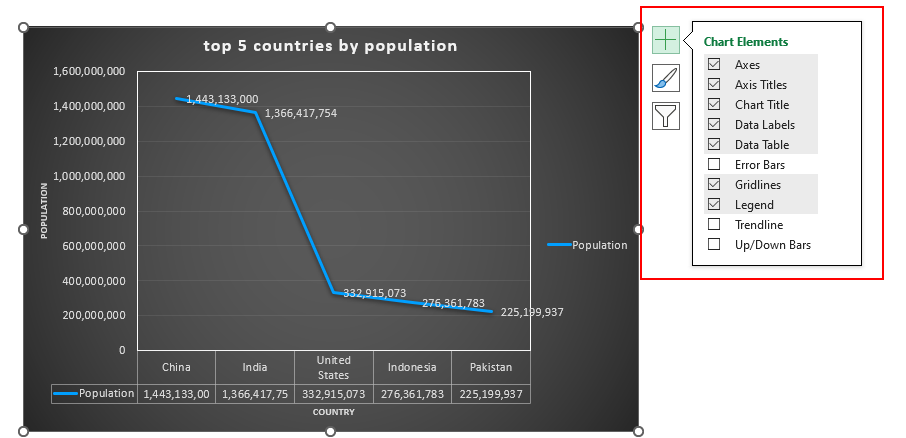 top 5 countries by population
1,600,000,000
1,400,000,000
1,200,000,000
1,000,000,000
800,000,000
600,000,000
400,000,000
200,000,000
0
POPULATION
1,443,133,000
1,366,417,754
332,915,073
276,361,783
225,199,937
Population
China India United States Indonesia Pakistan
Population 1,443,133,00 1,366,417,75 332,915,073 276,361,783 225,199,937
COUNTRY
Chart Elements
Axes
Axis Titles
Chart Title
Data Labels
Data Table
Error Bars
Gridlines
Legend
Trendline
Up/Down Bars